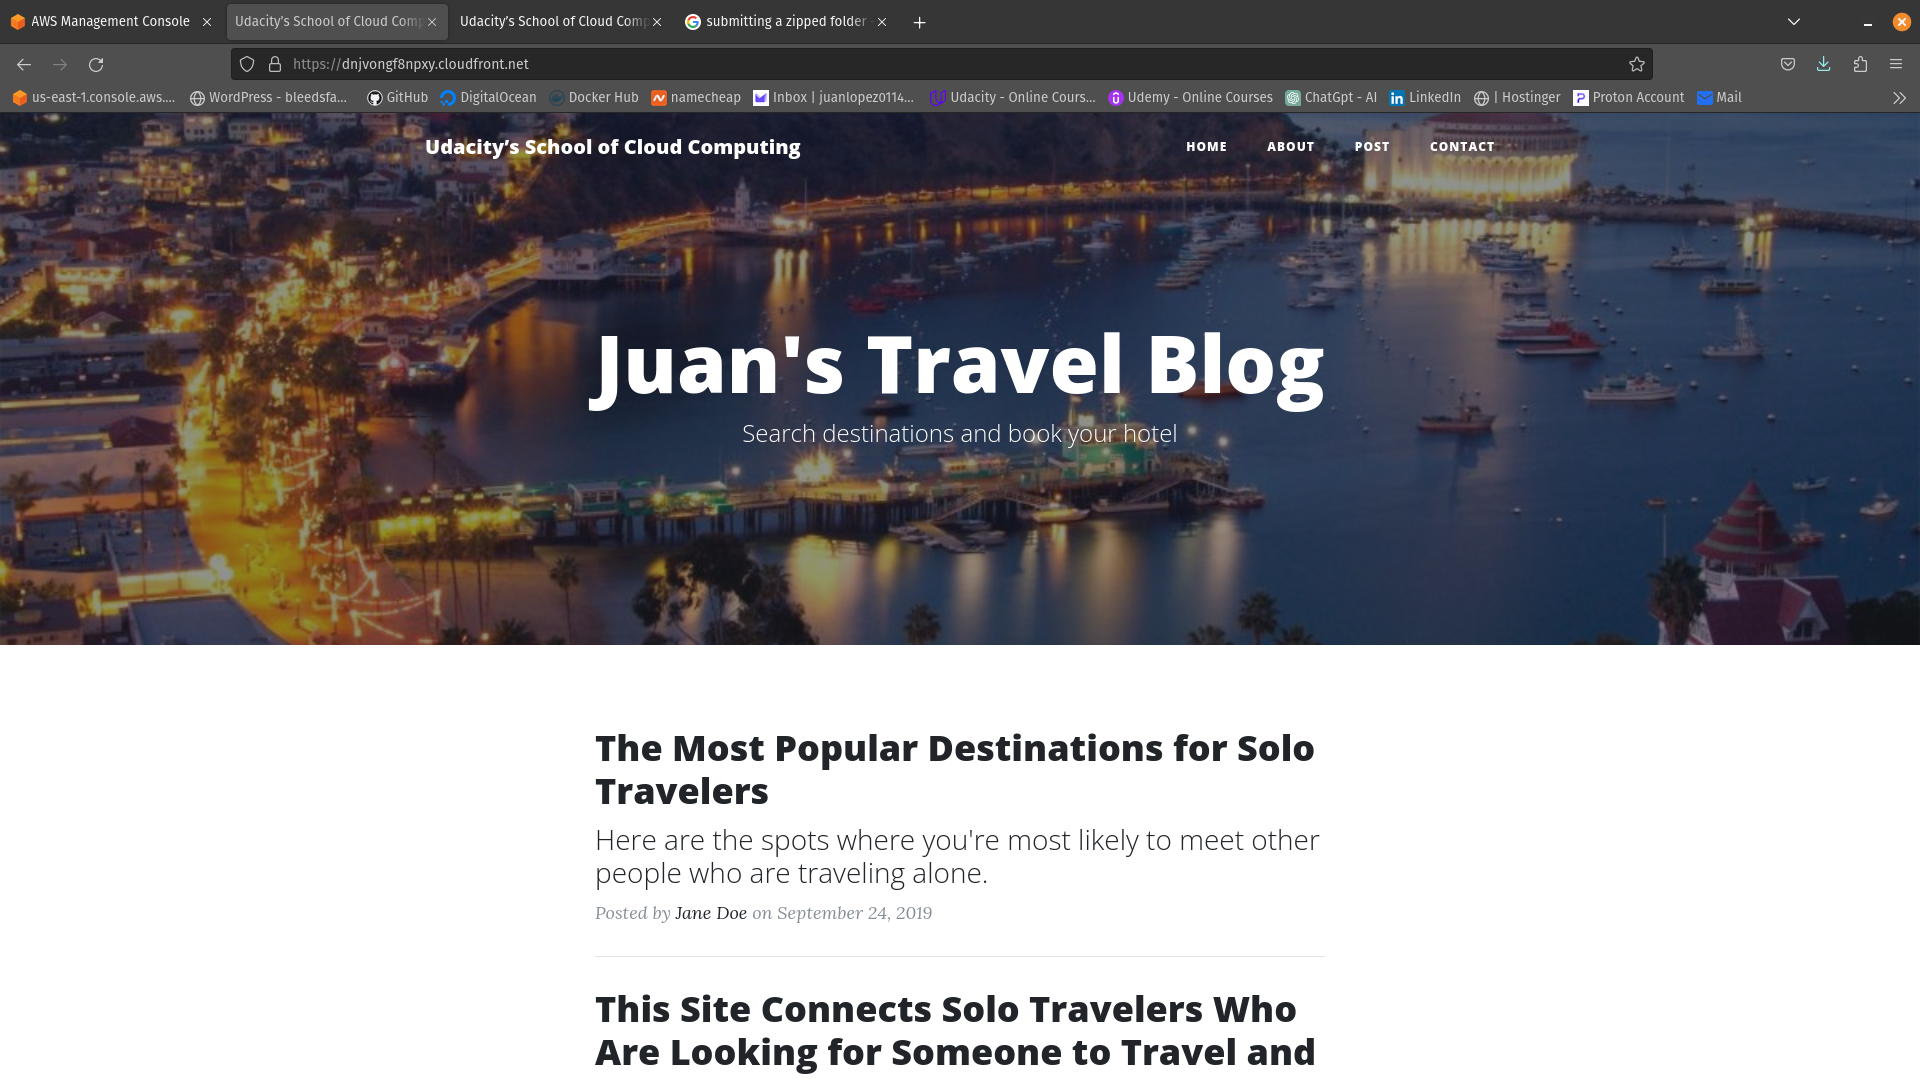 AWS Management Console
Udacity’s School of Cloud Comp
Udacity’s School of Cloud Comp
submitting a zipped folder
https://dnjvongf8npxy.cloudfront.net
us-east-1.console.aws....
WordPress - bleedsfa...
GitHub
DigitalOcean
Docker Hub
namecheap
Inbox | juanlopez0114...
Udacity - Online Cours...
Udemy - Online Courses
ChatGpt - AI
LinkedIn
| Hostinger
Proton Account
Mail
Udacity’s School of Cloud Computing
HOME
ABOUT
POST
CONTACT
Juan's Travel Blog
Search destinations and book your hotel
The Most Popular Destinations for Solo
Travelers
Here are the spots where you're most likely to meet other
people who are traveling alone.
Posted by Jane Doe on September 24, 2019
This Site Connects Solo Travelers Who
Are Looking for Someone to Travel and